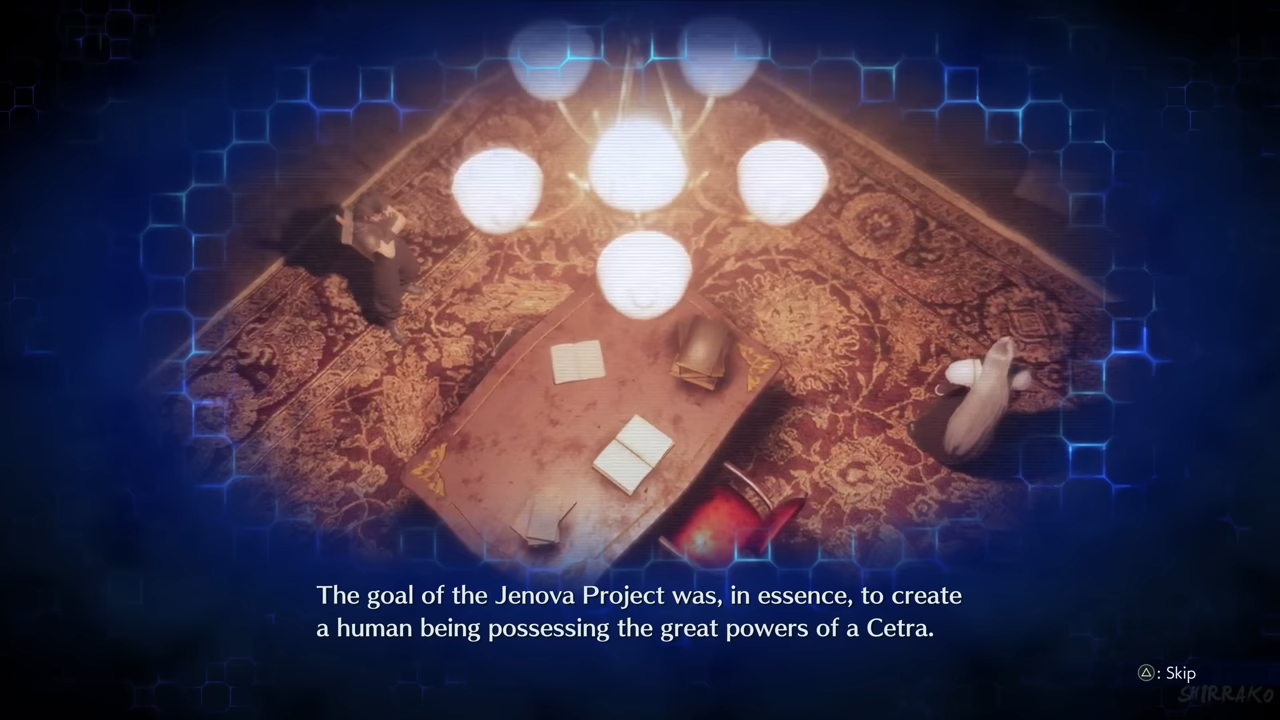 The goal of the Jenova Project was, in essence, to create
a human being possessing the great powers of a Cetra.
: Skip
SHIRRAKO